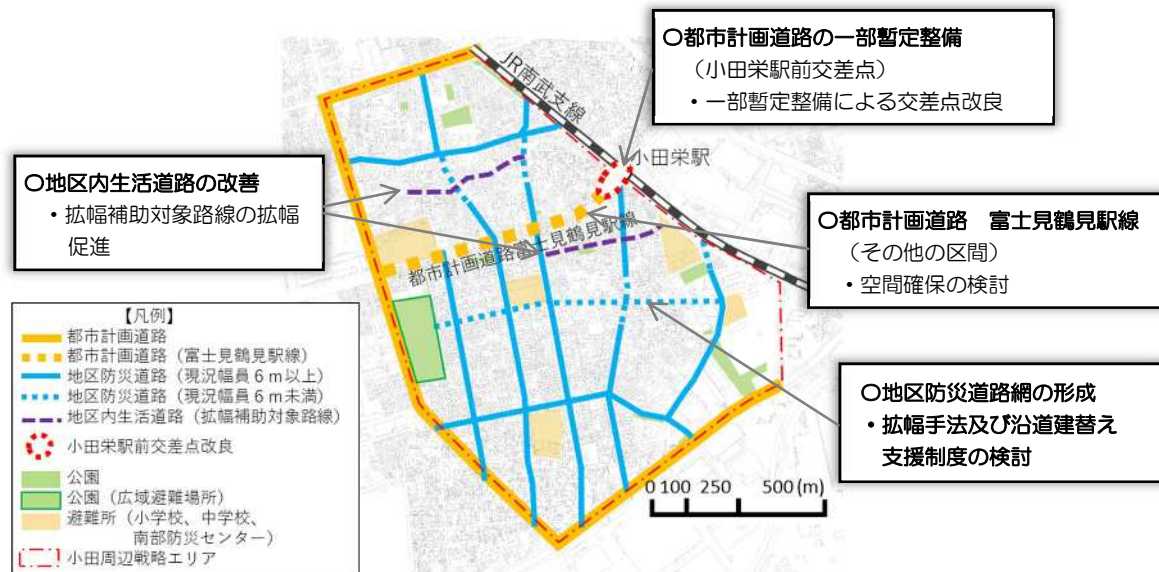 〇都市計画道路の一部暫定整備
（小田栄駅前交差点）
・一部暫定整備による交差点改良
JR南武支線
小田栄駅
〇地区内生活道路の改善
・拡幅補助対象路線の拡幅
促進
〇都市計画道路　富士見鶴見駅線
（その他の区間）
・空間確保の検討
都市計画道路富士見鶴見駅線
【凡例】
都市計画道路
都市計画道路（富士見鶴見駅線）
地区防災道路（現況幅員６ｍ以上）
地区防災道路（現況幅員６ｍ未満）
地区内生活道路（拡幅補助対象路線）
小田栄駅前交差点改良
公園
公園（広域避難場所）
避難所（小学校、中学校、
南部防災センター）
小田周辺戦略エリア
〇地区防災道路網の形成
・拡幅手法及び沿道建替え
支援制度の検討
0 100 250 500 (m)